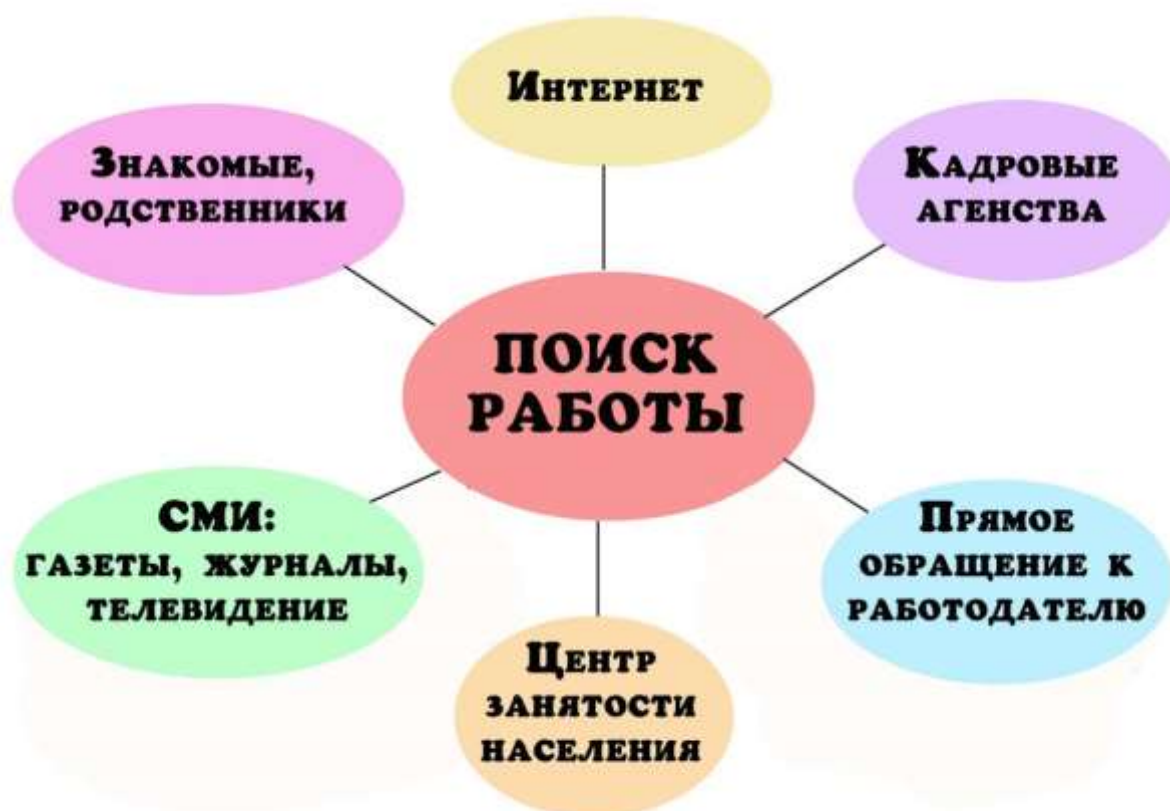 Интернет
Знакомые,
родственники
Кадровые
агенства
ПОИСК
РАБОТЫ
СМИ:
газеты, журналы,
телевидение
Прямое
обращение к
работодателю
Центр
занятости
населения